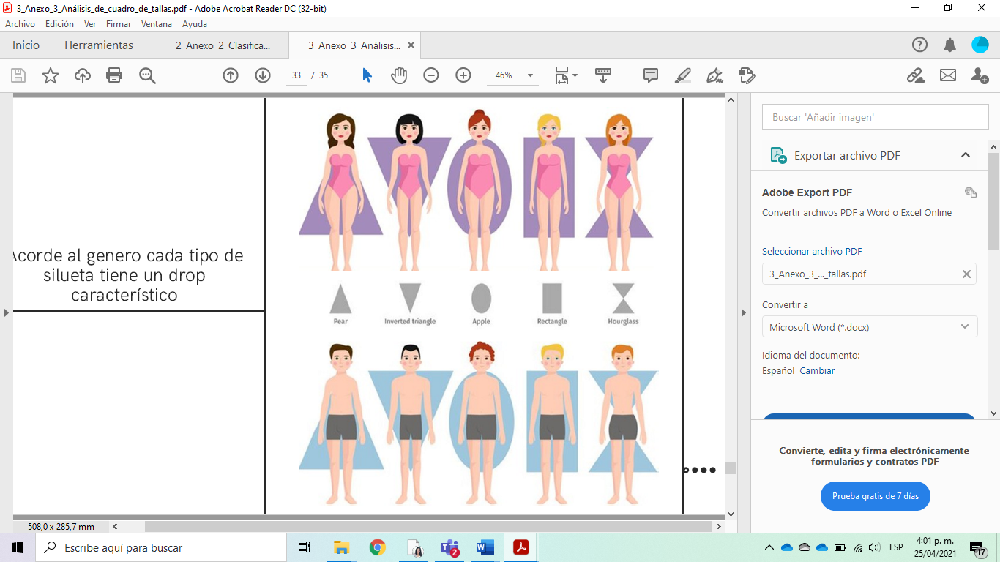 3_Anexo_3_Análisis_de_cuadro_de_tallas.pdf - Adobe Acrobat Reader DC (32-bit)
Archivo Edición Ver Firmar Ventana Ayuda
Inicio Herramientas 2_Anexo_2_Clasifica... 3_Anexo_3_Análisis... ×
33 / 35 46%
Acorde al genero cada tipo de
silueta tiene un drop
característico
Pear Inverted triangle Apple Rectangle Hourglass
Buscar 'Añadir imagen'
Exportar archivo PDF
Adobe Export PDF
Convertir archivos PDF a Word o Excel Online
Seleccionar archivo PDF
3_Anexo_3_..._tallas.pdf
Convertir a
Microsoft Word (*.docx)
Idioma del documento:
Español Cambiar
Convierte, edita y firma electrónicamente
formularios y contratos PDF
Prueba gratis de 7 días
508,0 x 285,7 mm
Escribe aquí para buscar
2
ESP
4:01 p. m.
25/04/2021
17